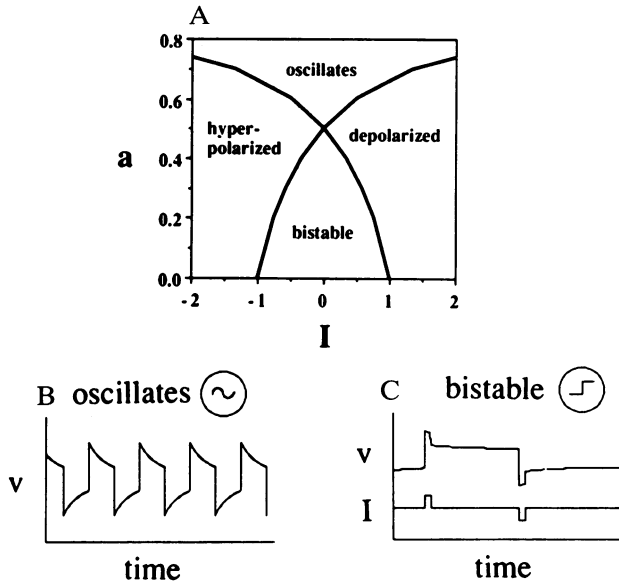 A
0.8
oscillates
0.6
hyper-
polarized
depolarized
a
0.4
0.2
bistable
0.0
-2
-1
0
1
2
I
B oscillates
v
time
C bistable
v
I
time